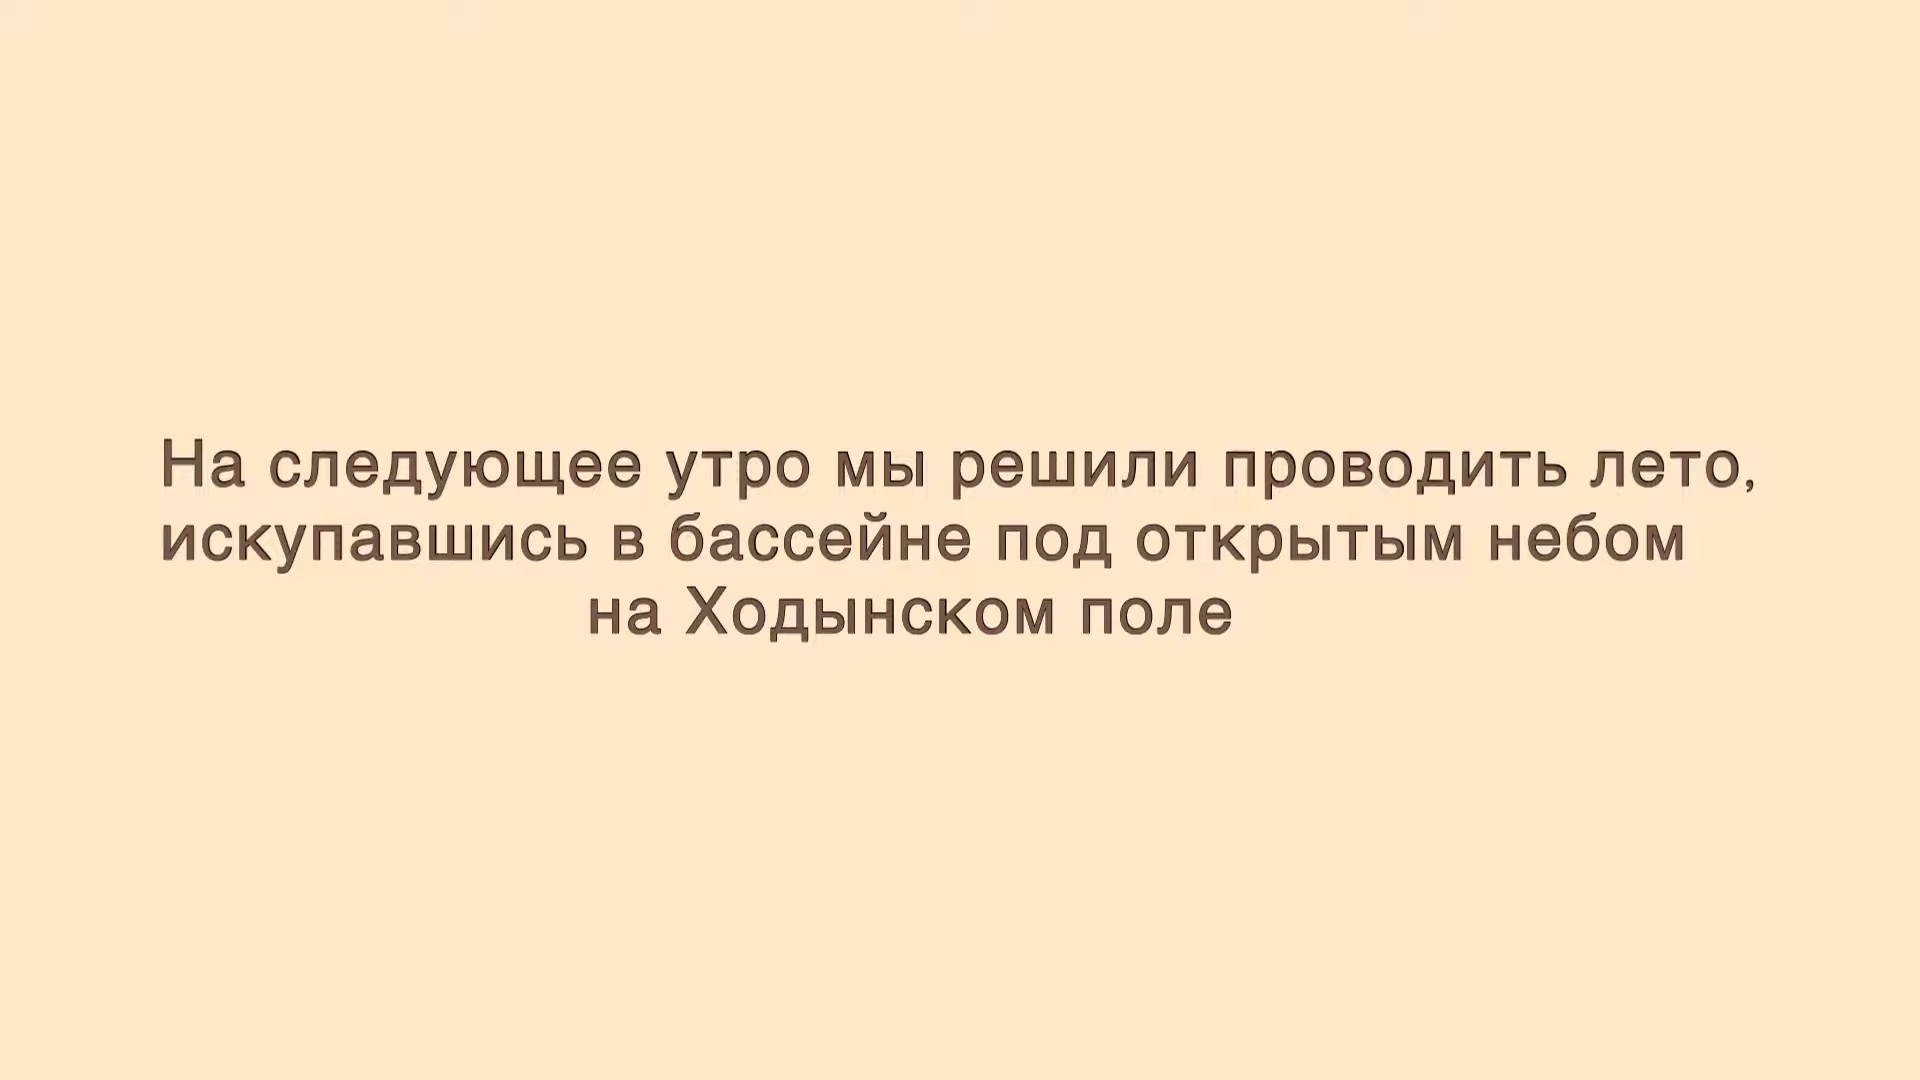 На следующее утро мы решили проводить лето,
искупавшись в бассейне под открытым небом
на Ходынском поле